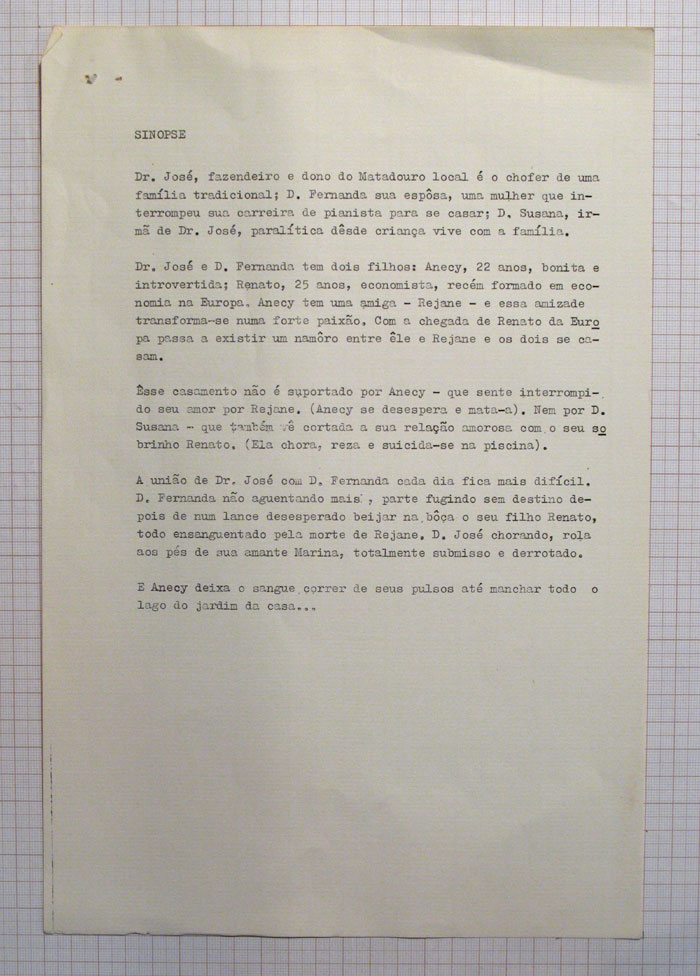 SINOPSE
Dr. José, fazendeiro e dono do Matadouro local é o chofer de uma
família tradicional; D. Fernanda sua espôsa, uma mulher que in-
terrompeu sua carreira de pianista para se casar; D. Susana, ir-
mã de Dr. José, paralítica dêsde criança vive com a família.
Dr. José e D. Fernanda tem dois filhos: Anecy, 22 anos, bonita e
introvertida; Renato, 25 anos, economista, recém formado em eco-
nomia na Europa. Anecy tem uma amiga - Rejane - e essa amizade
transforma-se numa forte paixão. Com a chegada de Renato da Euro
pa passa a existir um namôro entre êle e Rejane e os dois se ca-
sam.
Êsse casamento não é suportado por Anecy - que sente interrompi-
do seu amor por Rejane. (Anecy se desespera e mata-a). Nem por D.
Susana - que também vê cortada a sua relação amorosa com o seu so
brinho Renato. (Ela chora, reza e suicida-se na piscina).
A união de Dr. José com D. Fernanda cada dia fica mais difícil.
D. Fernanda não aguentando mais, parte fugindo sem destino de-
pois de num lance desesperado beijar na bôça o seu filho Renato,
todo ensanguentado pela morte de Rejane. D. José chorando, rola
aos pés de sua amante Marina, totalmente submisso e derrotado.
E Anecy deixa o sangue correr de seus pulsos até manchar todo o
lago do jardim da casa...